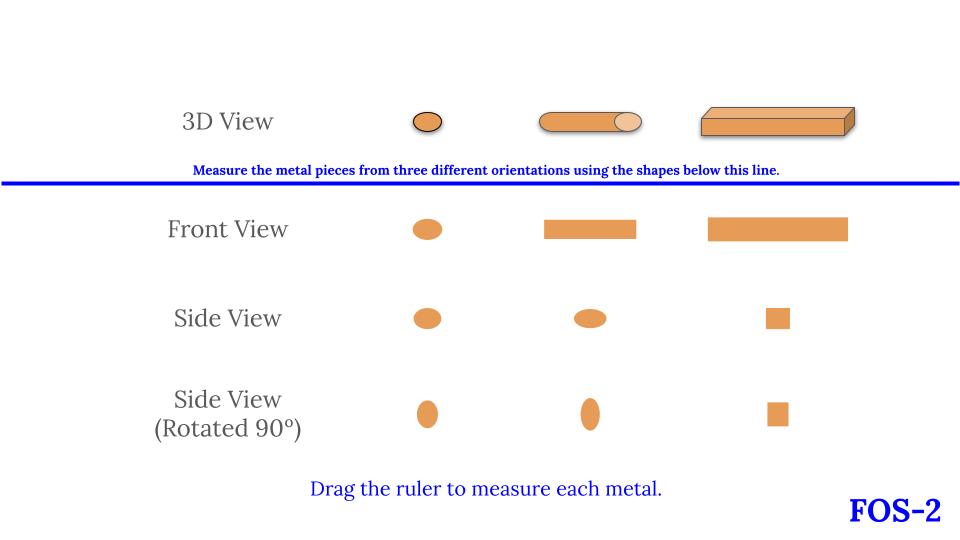 3D View
Measure the metal pieces from three different orientations using the shapes below this line.
Front View
Side View
Side View
(Rotated 90º)
Drag the ruler to measure each metal.
FOS-2